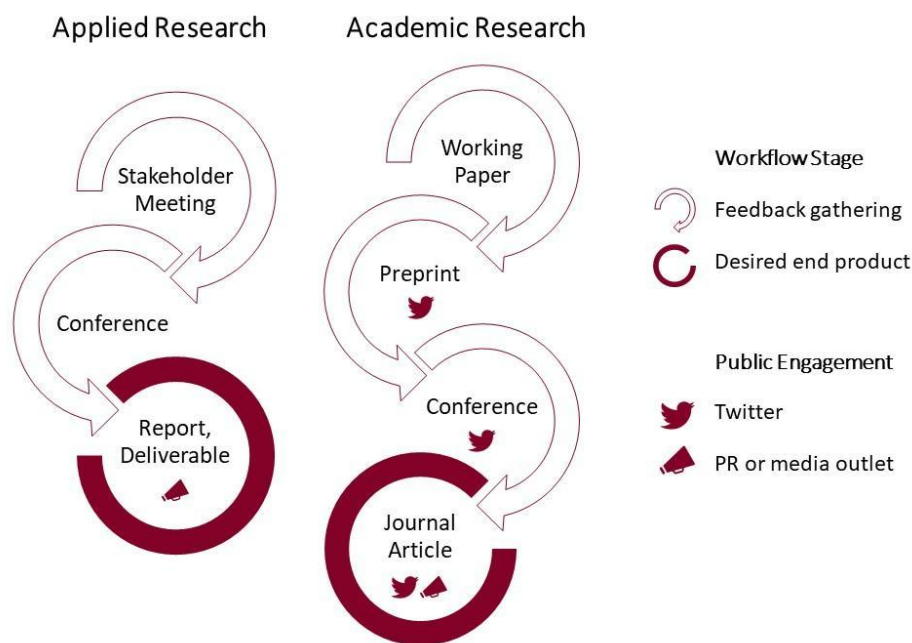 Applied Research
Stakeholder
Meeting
Conference
Report,
Deliverable
Academic Research
Working
Paper
Preprint
Conference
Journal
Article
Workflow Stage
Feedback gathering
Desired end product
Public Engagement
Twitter
PR or media outlet